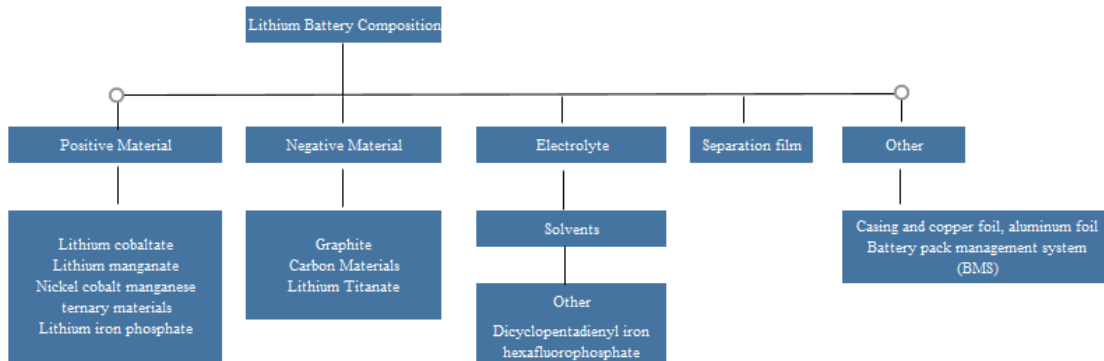 Lithium Battery Composition
Positive Material
Negative Material
Electrolyte
Separation film
Other
Lithium cobaltate
Lithium manganate
Nickel cobalt manganese
ternary materials
Lithium iron phosphate
Graphite
Carbon Materials
Lithium Titanate
Solvents
Other
Dicyclopentadienyl iron
hexafluorophosphate
Casing and copper foil, aluminum foil
Battery pack management system
(BMS)